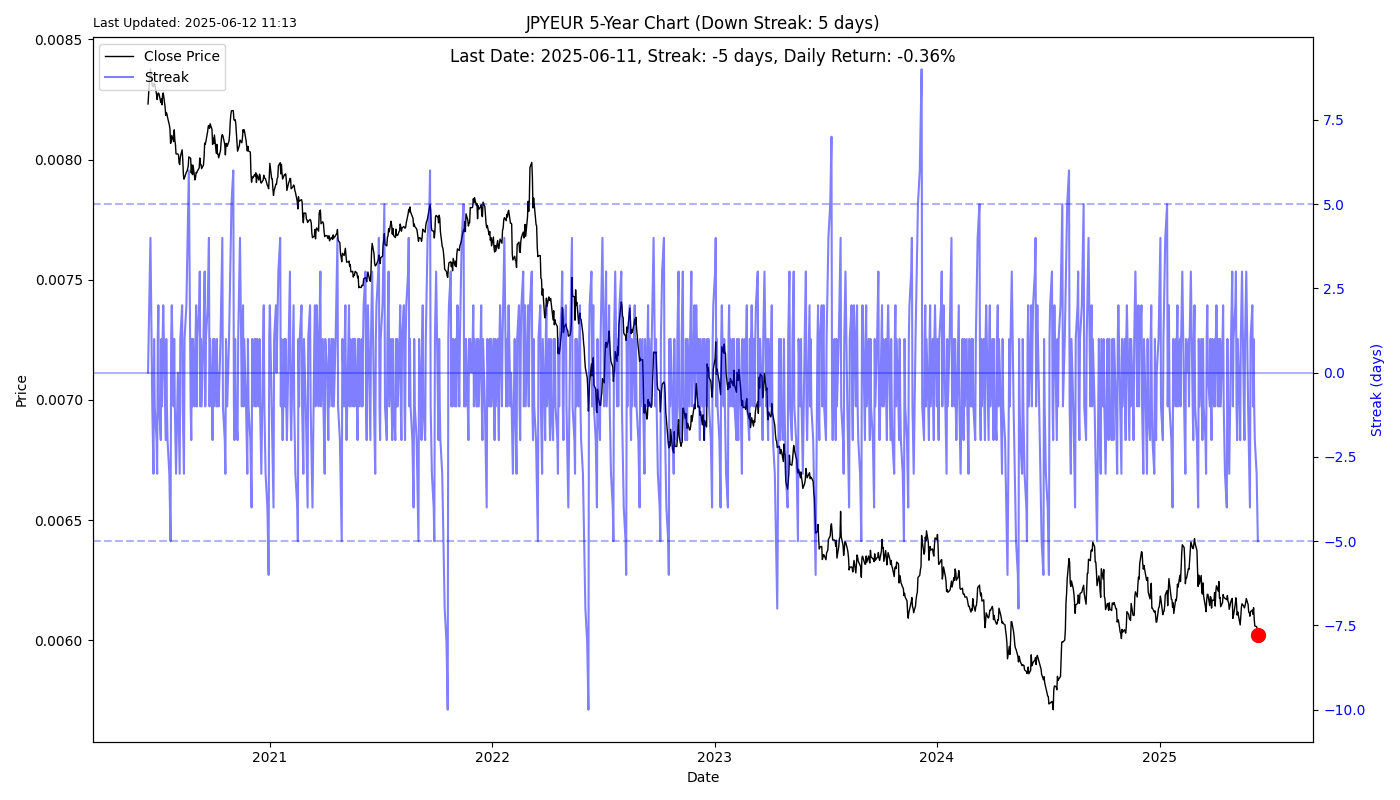 Last Updated: 2025-06-12 11:13
JPYEUR 5-Year Chart (Down Streak: 5 days)
Last Date: 2025-06-11, Streak: -5 days, Daily Return: -0.36%
Close Price
Streak
Price
0.0085
0.0080
0.0075
0.0070
0.0065
0.0060
7.5
5.0
2.5
0.0
−2.5
−5.0
−7.5
−10.0
Streak (days)
2021
2022
2023
2024
2025
Date